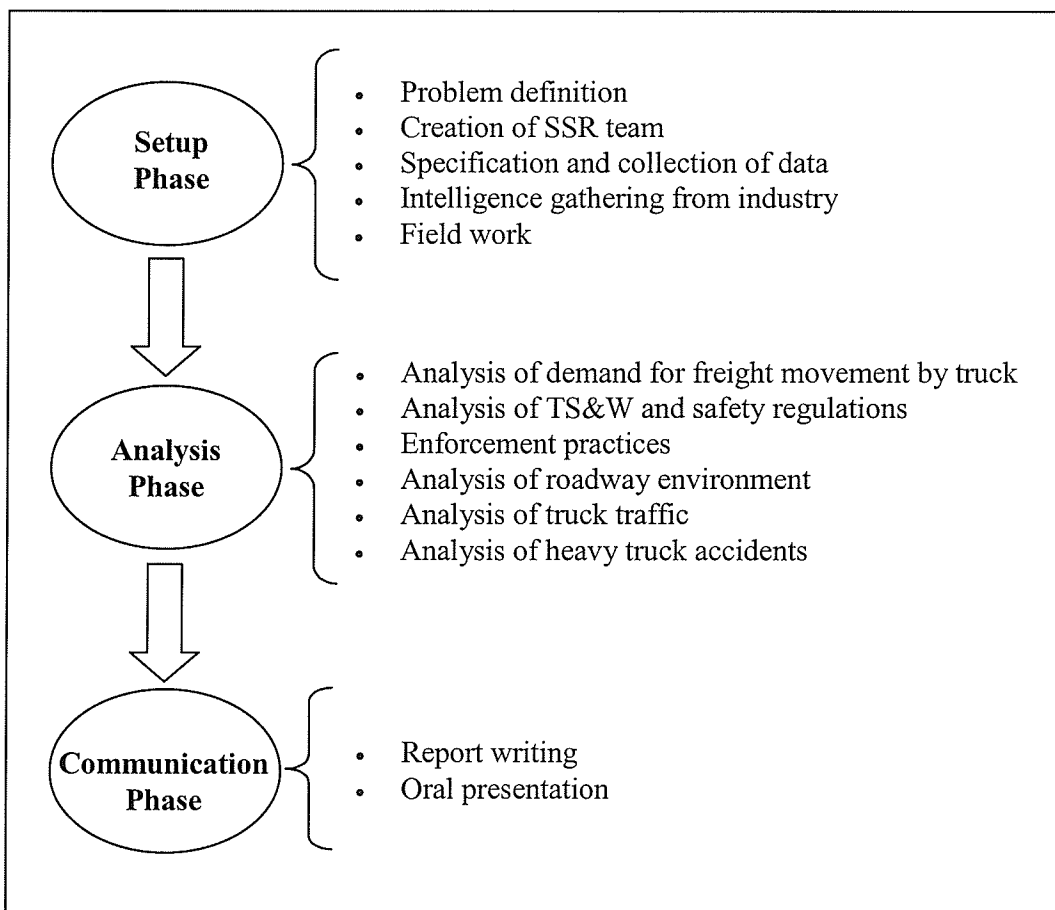 Setup
Phase
• Problem definition
• Creation of SSR team
• Specification and collection of data
• Intelligence gathering from industry
• Field work
Analysis
Phase
• Analysis of demand for freight movement by truck
• Analysis of TS&W and safety regulations
• Enforcement practices
• Analysis of roadway environment
• Analysis of truck traffic
• Analysis of heavy truck accidents
Communication
Phase
• Report writing
• Oral presentation